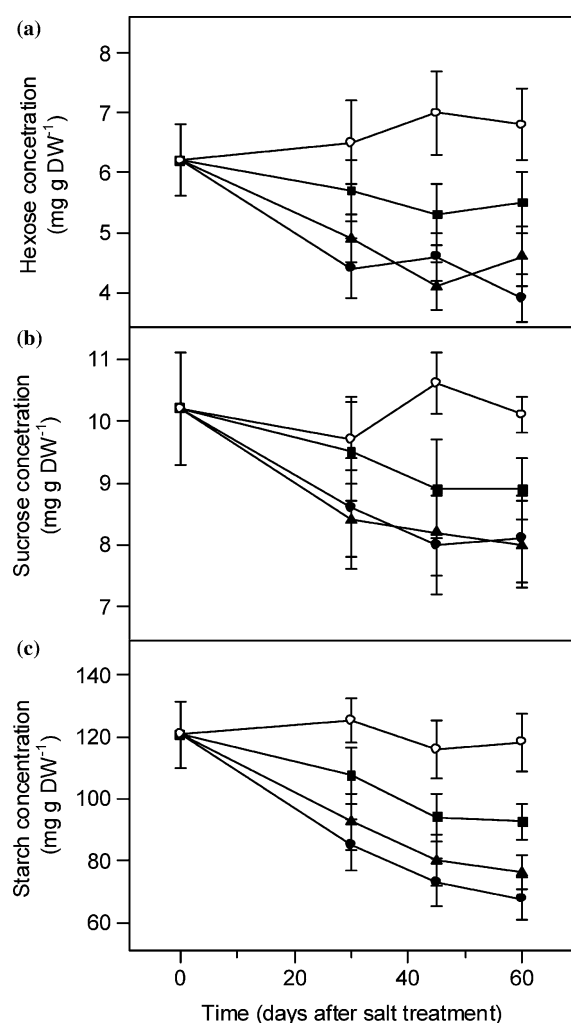 (a)
Hexose concetration
(mg g DW-1)
8
7
6
5
4
(b)
Sucrose concetration
(mg g DW-1)
11
10
9
8
7
(c)
Starch concentration
(mg g DW-1)
140
120
100
80
60
0 20 40 60
Time (days after salt treatment)